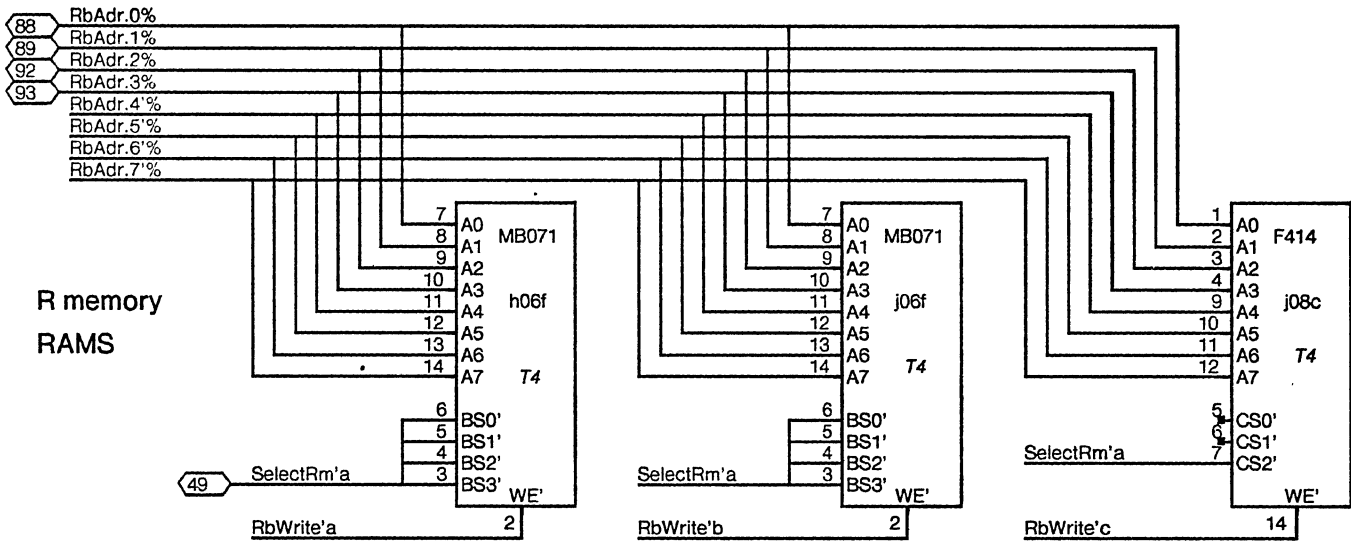 88 RbAdr.0%
89 RbAdr.1%
92 RbAdr.2%
93 RbAdr.3%
RbAdr.4'%
RbAdr.5'%
RbAdr.6'%
RbAdr.7'%
R memory
RAMS
7 A0 MB071
8 A1
9 A2
10 A3 h06f
11 A4
12 A5
13 A6
14 A7 T4
6 BS0'
5 BS1'
4 BS2'
3 BS3'
49 SelectRm'a
WE'
RbWrite'a 2
7 A0 MB071
8 A1
9 A2
10 A3 j06f
11 A4
12 A5
13 A6
14 A7 T4
6 BS0'
5 BS1'
4 BS2'
3 BS3'
SelectRm'a
WE'
RbWrite'b 2
1 A0 F414
2 A1
3 A2
4 A3
9 A4 j08c
10 A5
11 A6
12 A7 T4
5 CS0'
6 CS1'
7 CS2'
SelectRm'a
WE'
RbWrite'c 14